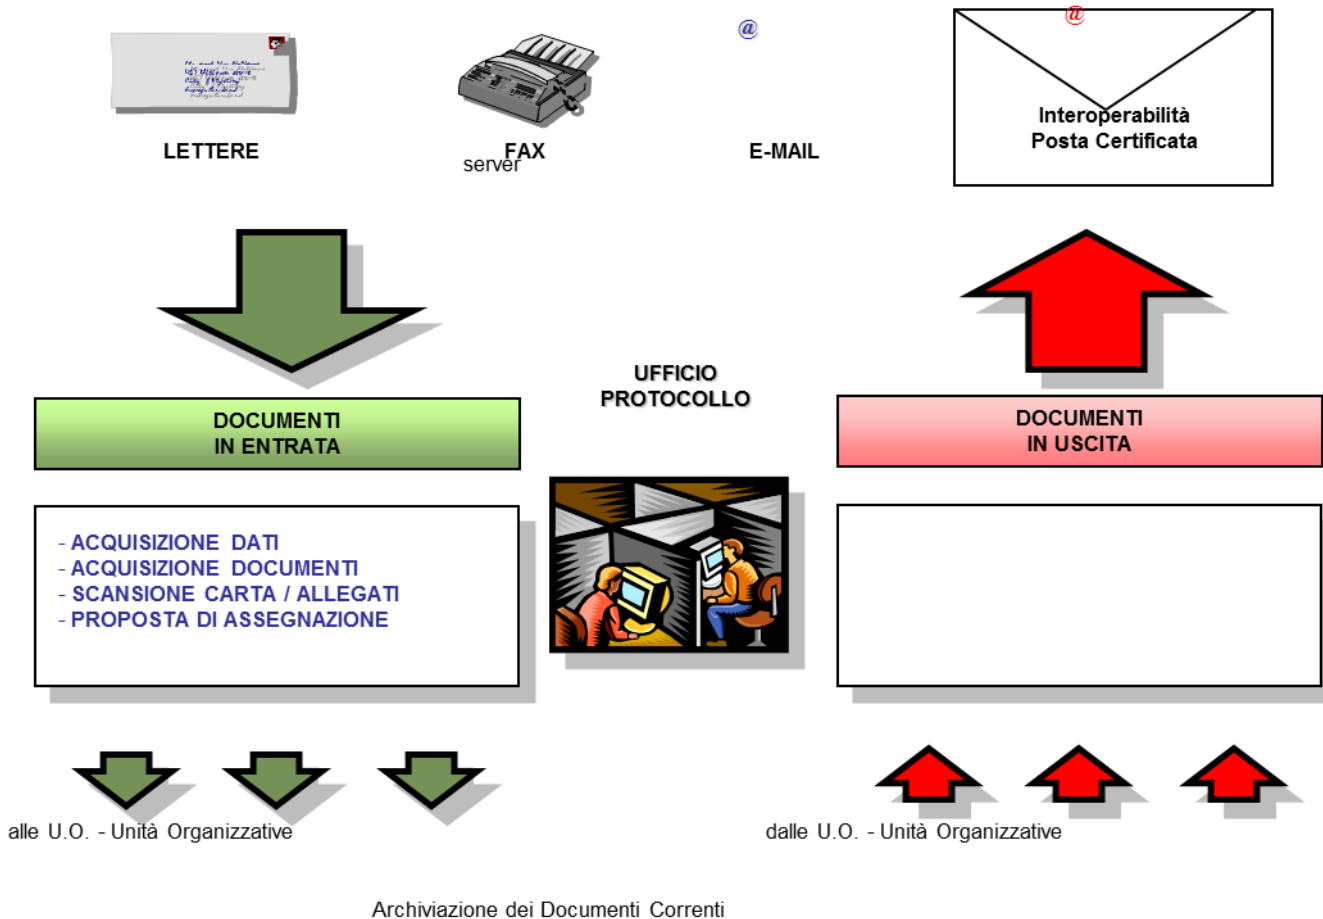 @
@
LETTERE
FAX
server
E-MAIL
Interoperabilità
Posta Certificata
UFFICIO
PROTOCOLLO
DOCUMENTI
IN ENTRATA
DOCUMENTI
IN USCITA
- ACQUISIZIONE DATI
- ACQUISIZIONE DOCUMENTI
- SCANSIONE CARTA / ALLEGATI
- PROPOSTA DI ASSEGNAZIONE
alle U.O. - Unità Organizzative
dalle U.O. - Unità Organizzative
Archiviazione dei Documenti Correnti